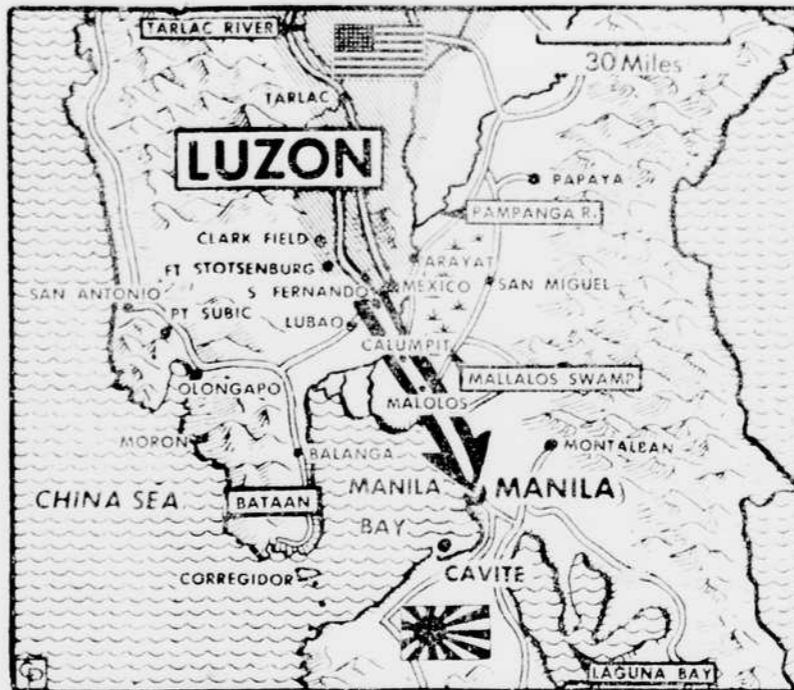 TARLAC RIVER
30 Miles
TARLAC
LUZON
PAPAYA
PAMPANGA R.
CLARK FIELD
ARAYAT
FT STOTSENBURG
SAN ANTONIO
S FERNANDO
MEXICO
SAN MIGUEL
PT SUBIC
LUBAO
CALUMPIT
OLONGAPO
MALLALOS SWAMP
MALOLOS
MORON
BALANGA
MONTALBAN
CHINA SEA
BATAAN
MANILA
BAY
MANILA
CORREGIDOR
CAVITE
LAGUNA BAY